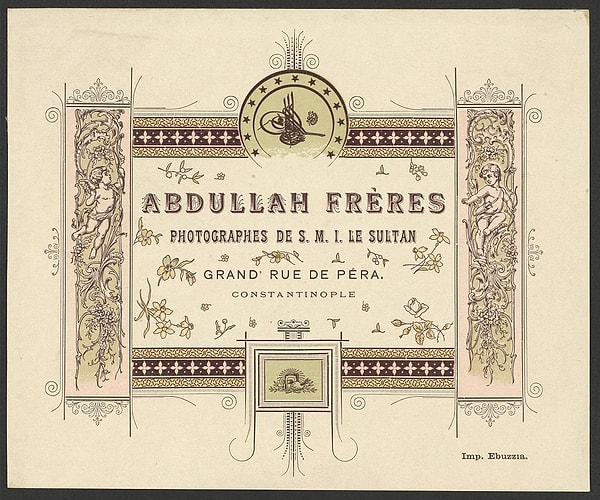 ABDULLAH FRÈRES
PHOTOGRAPHES DE S. M. I. LE SULTAN
GRAND' RUE DE PÉRA.
CONSTANTINOPLE
Imp. Ebuzzia.